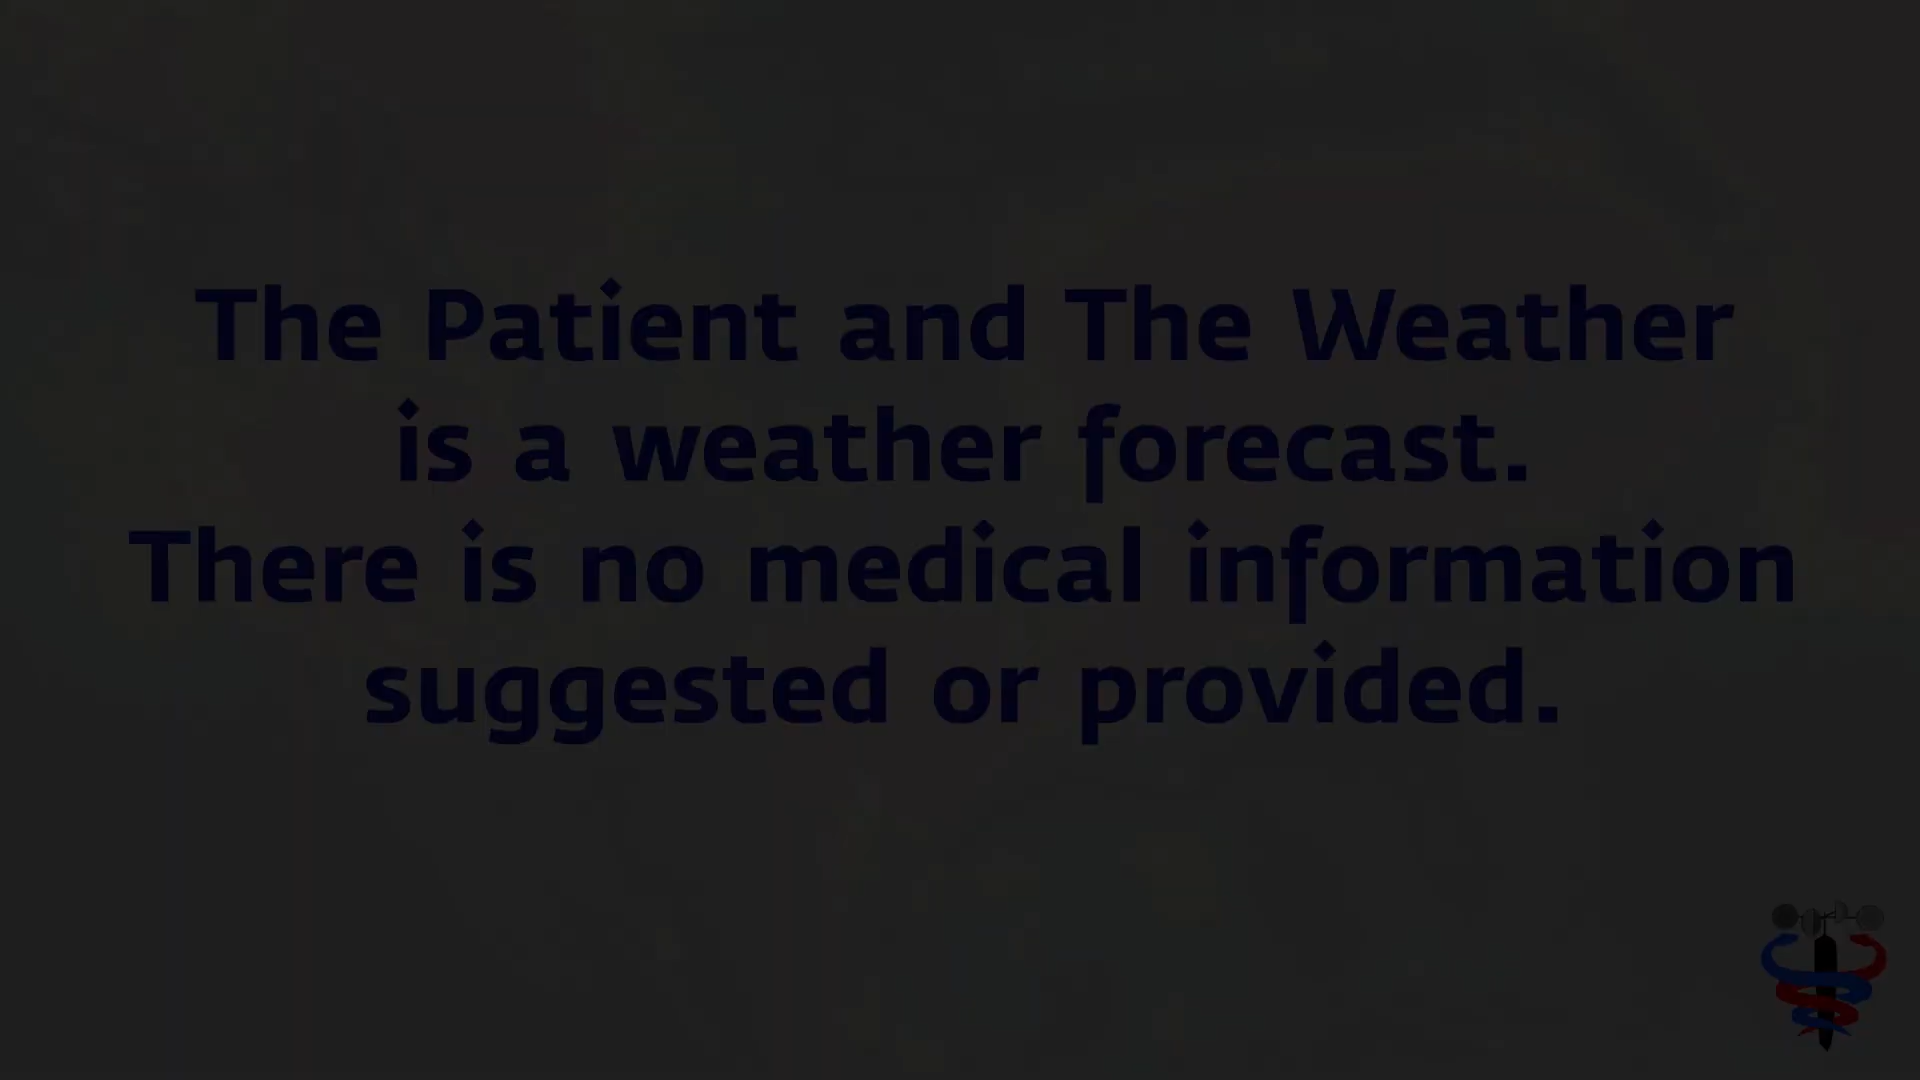 The Patient and The Weather
is a weather forecast.
There is no medical information
suggested or provided.